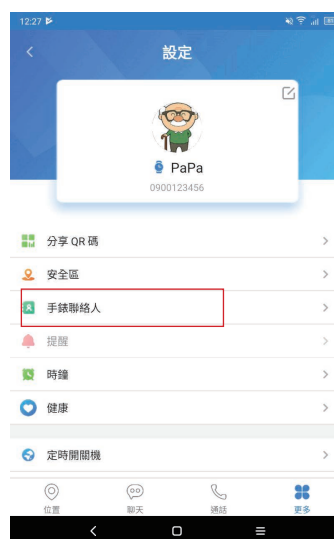 12:27
設定
PaPa
0900123456
分享 QR 碼
安全區
手錶聯絡人
提醒
時鐘
健康
定時開關機
位置
聊天
通話
更多